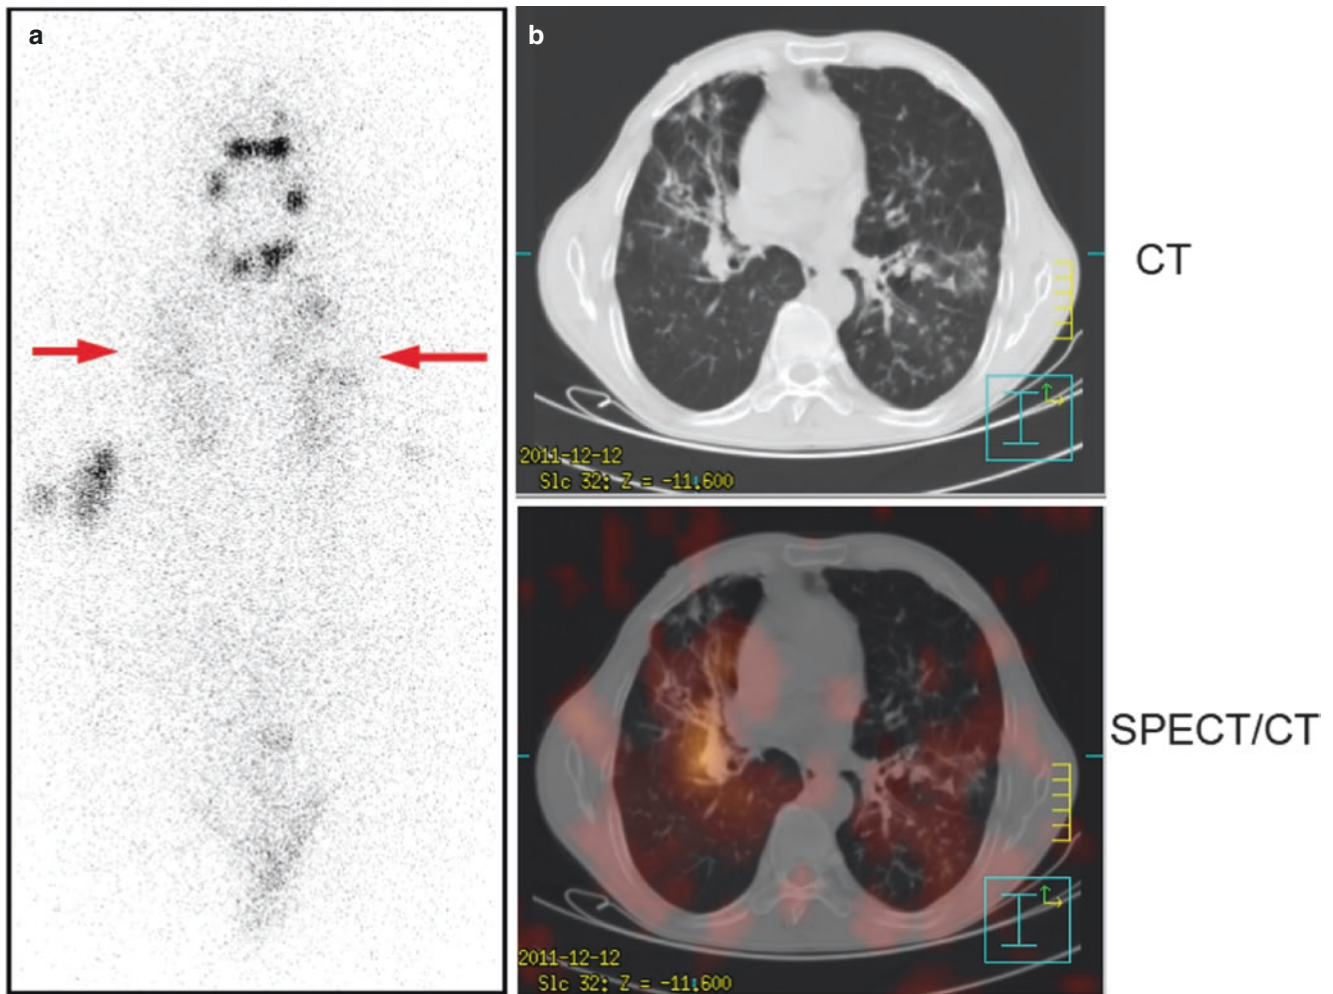 a
b
CT
2011-12-12
Slc 32: Z = -11.600
SPECT/CT
2011-12-12
Slc 32: Z = -11.600